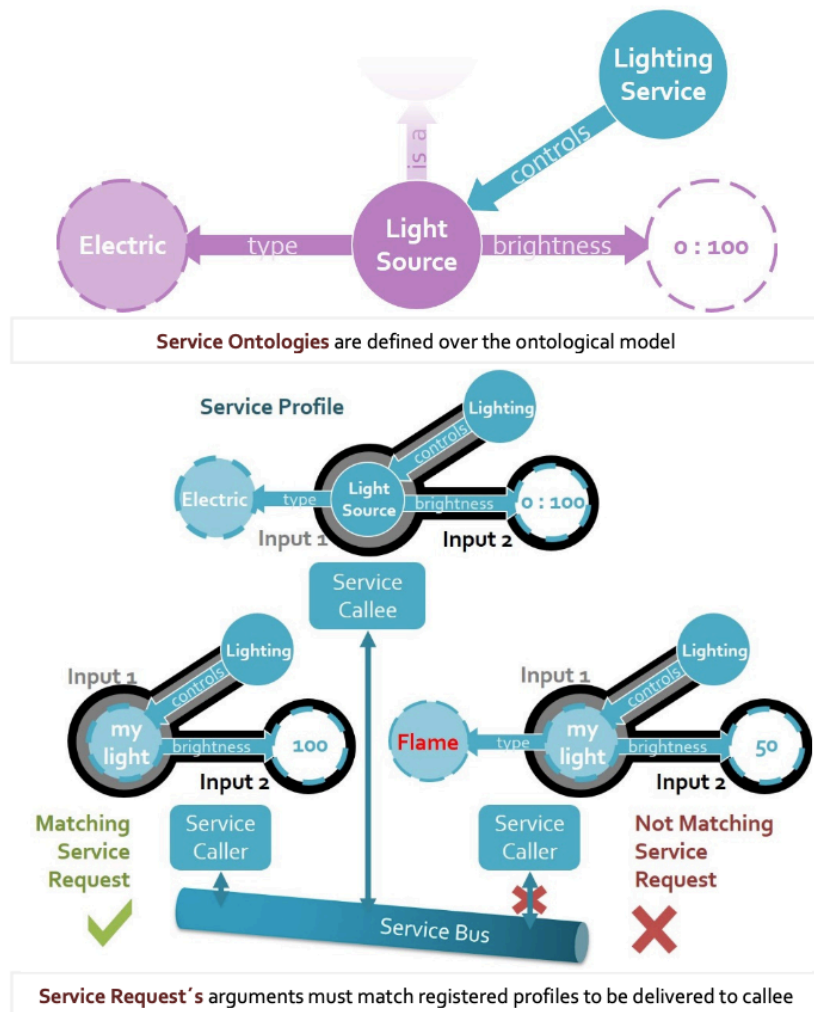 Lighting
Service
is a
controls
Electric
type
Light
Source
brightness
0 : 100
Service Ontologies are defined over the ontological model
Service Profile
Lighting
controls
Electric
type
Light
Source
brightness
0 : 100
Input 1
Input 2
Service
Callee
Lighting
Input 1
controls
my
light
brightness
100
Input 2
Lighting
Input 1
controls
Flame
type
my
light
brightness
50
Input 2
Matching
Service
Request
Service
Caller
Service
Caller
Not Matching
Service
Request
Service Bus
Service Request´s arguments must match registered profiles to be delivered to callee